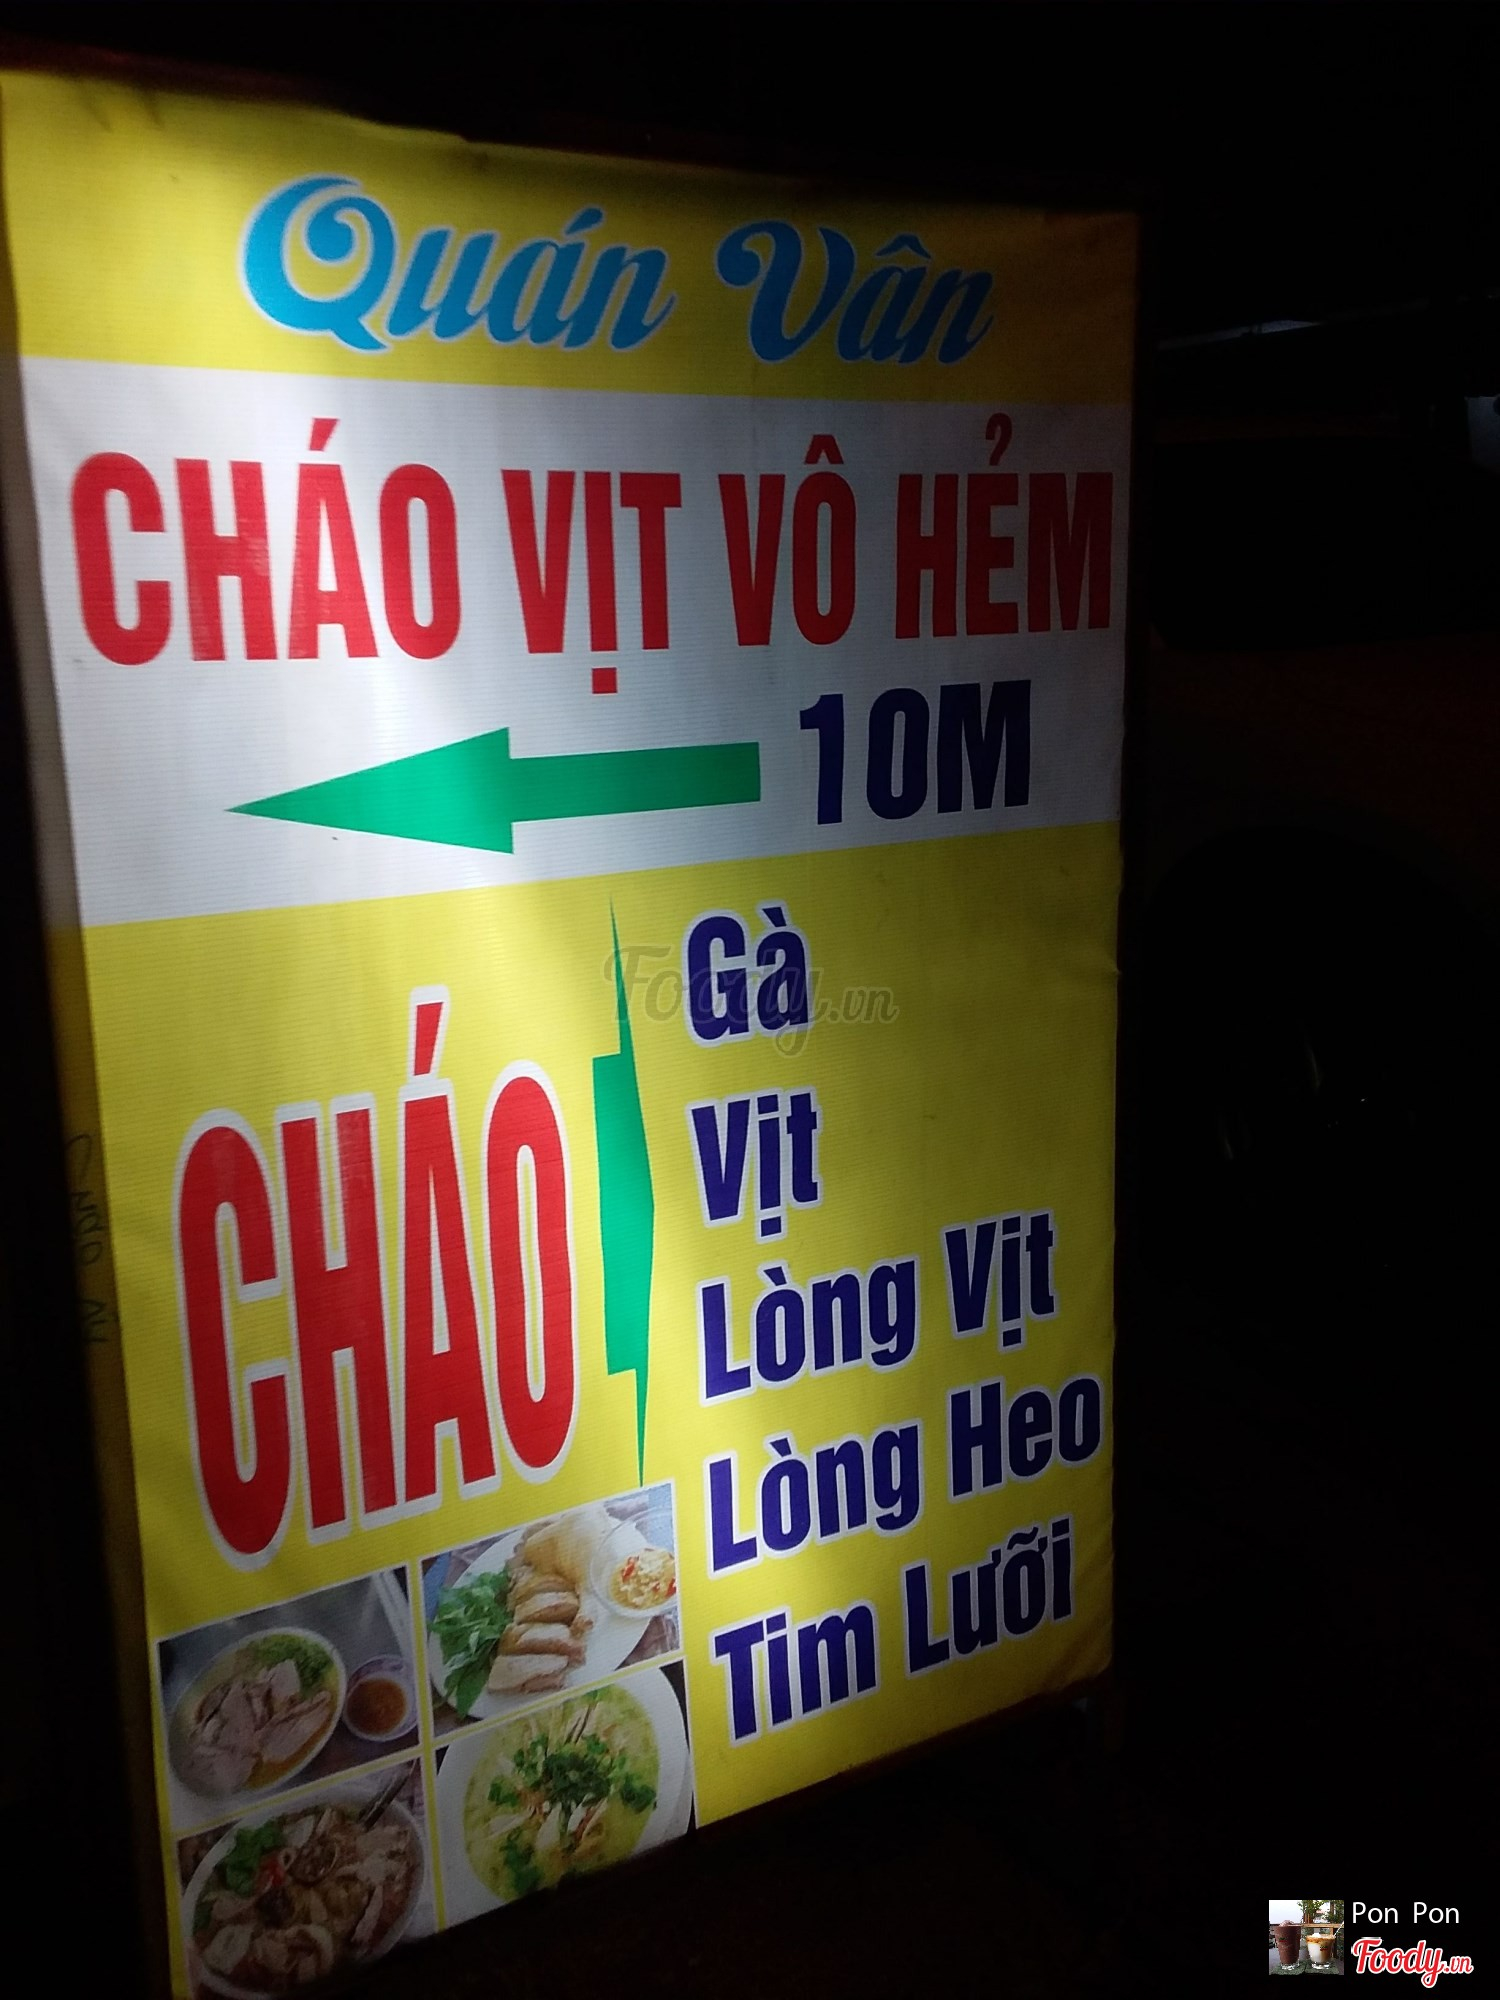 Quán Vân
CHÁO VỊT VÔ HẺM
10M
CHÁO
Gà
Vịt
Lòng Vịt
Lòng Heo
Tim Lưỡi
Foody.vn
Pon Pon
Foody.vn